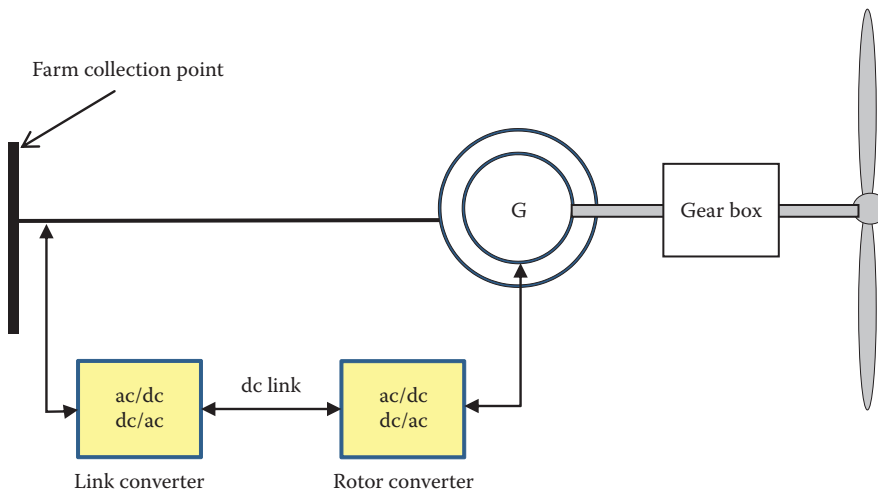 Farm collection point
G
Gear box
ac/dc
dc/ac
dc link
ac/dc
dc/ac
Link converter
Rotor converter